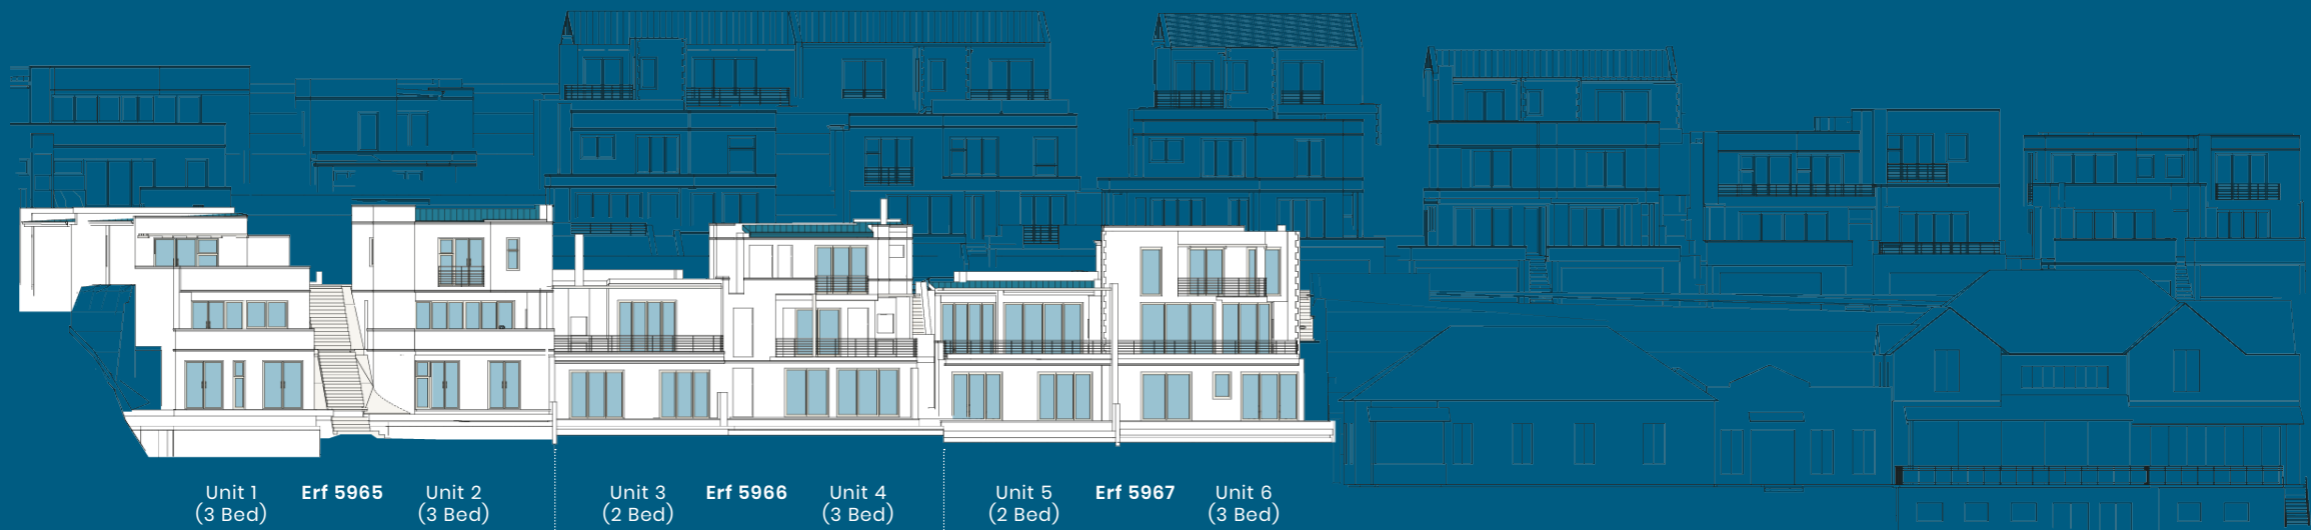 Unit 1
(3 Bed)
Erf 5965
Unit 2
(3 Bed)
Unit 3
(2 Bed)
Erf 5966
Unit 4
(3 Bed)
Unit 5
(2 Bed)
Erf 5967
Unit 6
(3 Bed)